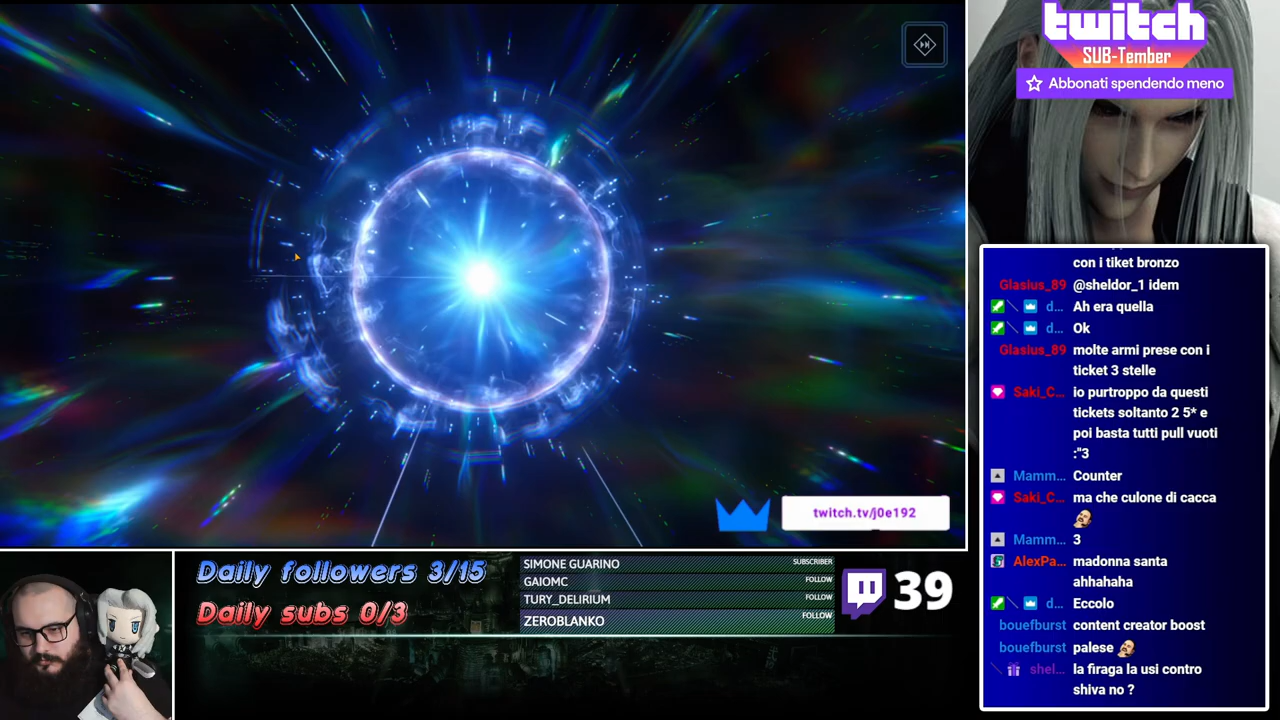 twitch
SUB-Tember
Abbonati spendendo meno
con i tiket bronzo
Glasius_89 @sheldor_1 idem
d... Ah era quella
d... Ok
Glasius_89 molte armi prese con i
ticket 3 stelle
Saki_C... io purtroppo da questi
tickets soltanto 2 5* e
poi basta tutti pull vuoti
:"3
Mamm... Counter
Saki_C... ma che culone di cacca
Mamm... 3
AlexPa... madonna santa
ahhahaha
d... Eccolo
bouefburst content creator boost
bouefburst palese
shel... la firaga la usi contro
shiva no ?
twitch.tv/j0e192
Daily followers 3/15
Daily subs 0/3
SIMONE GUARINO SUBSCRIBER
GAIOMC FOLLOW
TURY_DELIRIUM FOLLOW
ZEROBLANKO FOLLOW
39